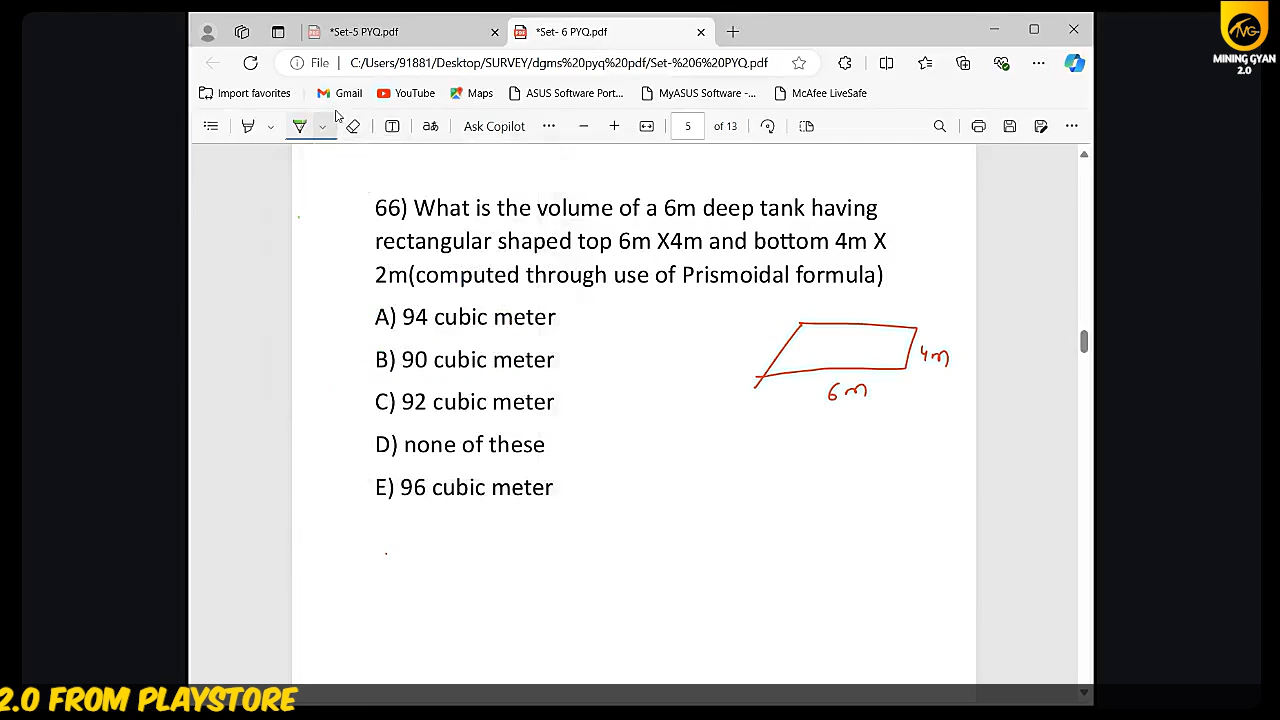 *Set-5 PYQ.pdf
*Set- 6 PYQ.pdf
File
C:/Users/91881/Desktop/SURVEY/dgms%20pyq%20pdf/Set-%206%20PYQ.pdf
Import favorites
Gmail
YouTube
Maps
ASUS Software Port...
MyASUS Software -...
McAfee LiveSafe
Ask Copilot
5
of 13
MINING GYAN
2.0
66) What is the volume of a 6m deep tank having
rectangular shaped top 6m X4m and bottom 4m X
2m(computed through use of Prismoidal formula)
A) 94 cubic meter
B) 90 cubic meter
C) 92 cubic meter
D) none of these
E) 96 cubic meter
4m
6m
2.0 FROM PLAYSTORE